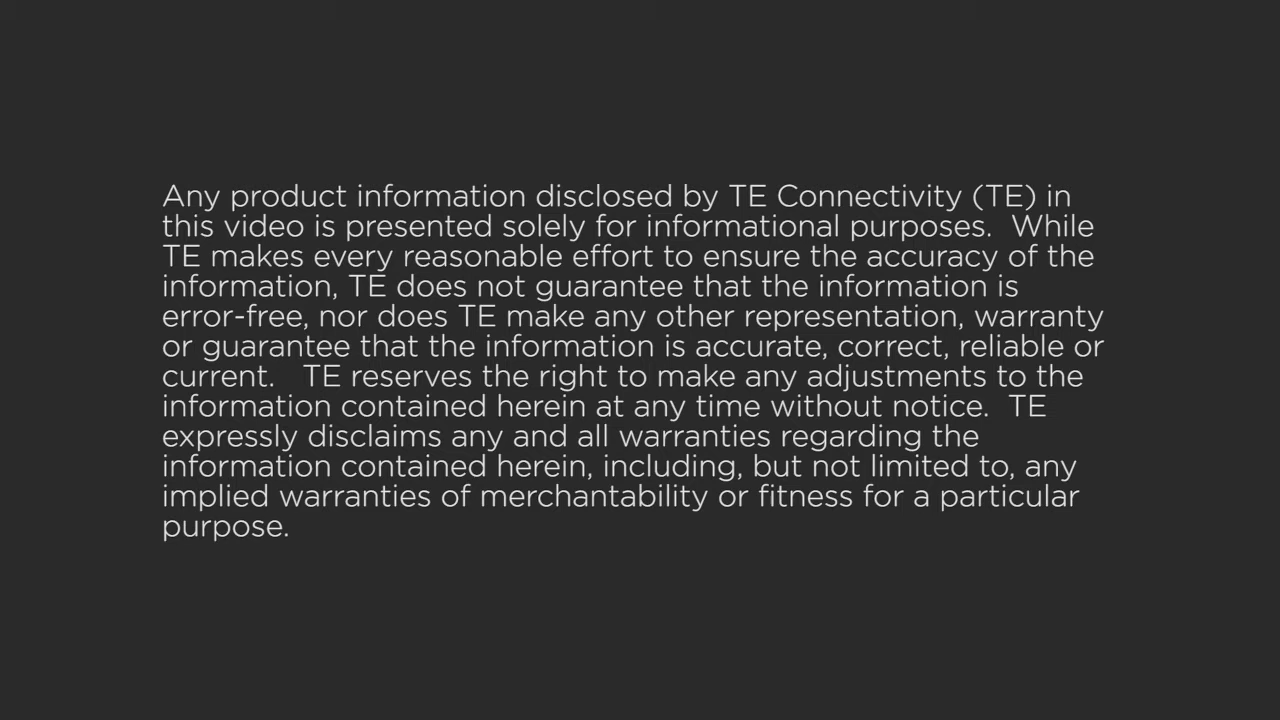 Any product information disclosed by TE Connectivity (TE) in
this video is presented solely for informational purposes.  While
TE makes every reasonable effort to ensure the accuracy of the
information, TE does not guarantee that the information is
error-free, nor does TE make any other representation, warranty
or guarantee that the information is accurate, correct, reliable or
current.   TE reserves the right to make any adjustments to the
information contained herein at any time without notice.  TE
expressly disclaims any and all warranties regarding the
information contained herein, including, but not limited to, any
implied warranties of merchantability or fitness for a particular
purpose.